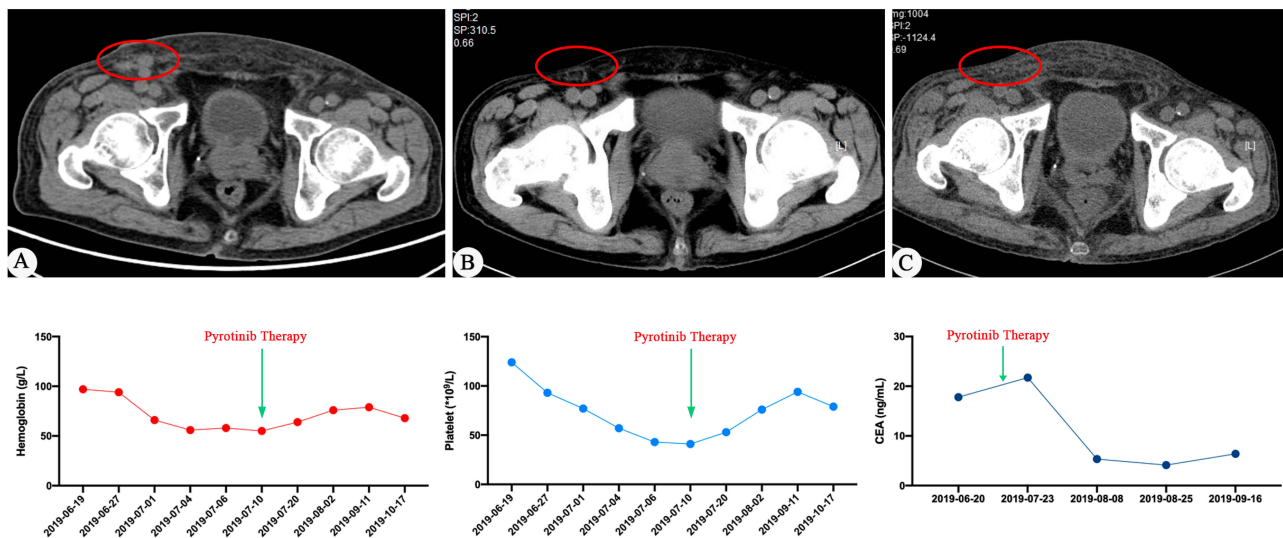 SPI:2
SP:310.5
0.66
[L]
mg:1004
SPI:2
SP:-1124.4
.69
[L]
A
B
C
Pyrotinib Therapy
Hemoglobin (g/L)
150
100
50
0
2019-06-19
2019-06-27
2019-07-01
2019-07-04
2019-07-06
2019-07-10
2019-07-20
2019-08-02
2019-09-11
2019-10-17
Pyrotinib Therapy
Platelet (*10^9/L)
150
100
50
0
2019-06-19
2019-06-27
2019-07-01
2019-07-04
2019-07-06
2019-07-10
2019-07-20
2019-08-02
2019-09-11
2019-10-17
Pyrotinib Therapy
CEA (ng/mL)
30
20
10
0
2019-06-20
2019-07-23
2019-08-08
2019-08-25
2019-09-16